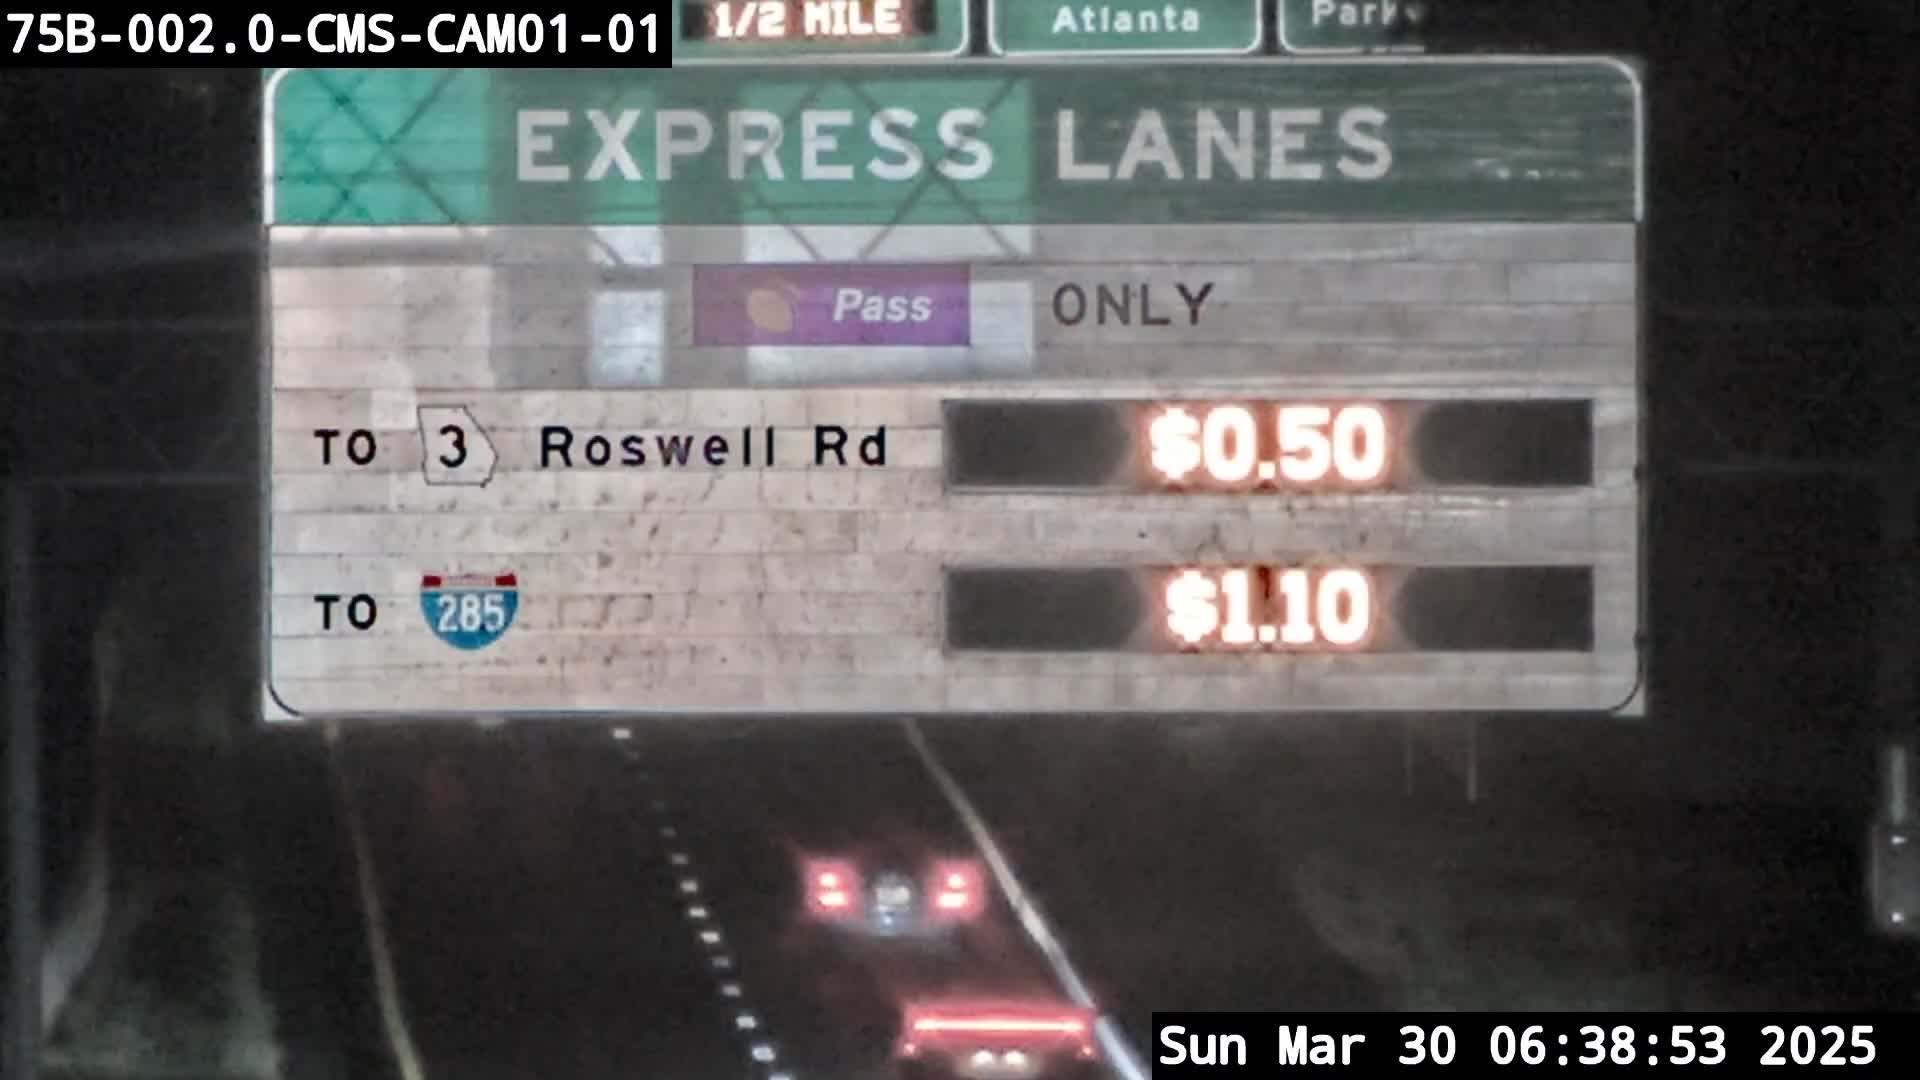 75B-002.0-CMS-CAM01-01
1/2 MILE
Atlanta
EXPRESS LANES
Pass ONLY
TO 3 Roswell Rd $0.50
TO 285 $1.10
Sun Mar 30 06:38:53 2025